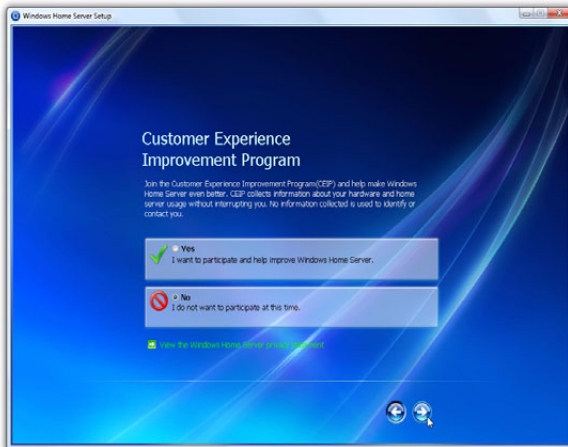 Windows Home Server Setup
Customer Experience
Improvement Program
Join the Customer Experience Improvement Program(CEIP) and help make Windows
Home Server even better. CEIP collects information about your hardware and home
server usage without interrupting you. No information collected is used to identify or
contact you.
Yes
I want to participate and help improve Windows Home Server.
No
I do not want to participate at this time.
View the Windows Home Server privacy statement